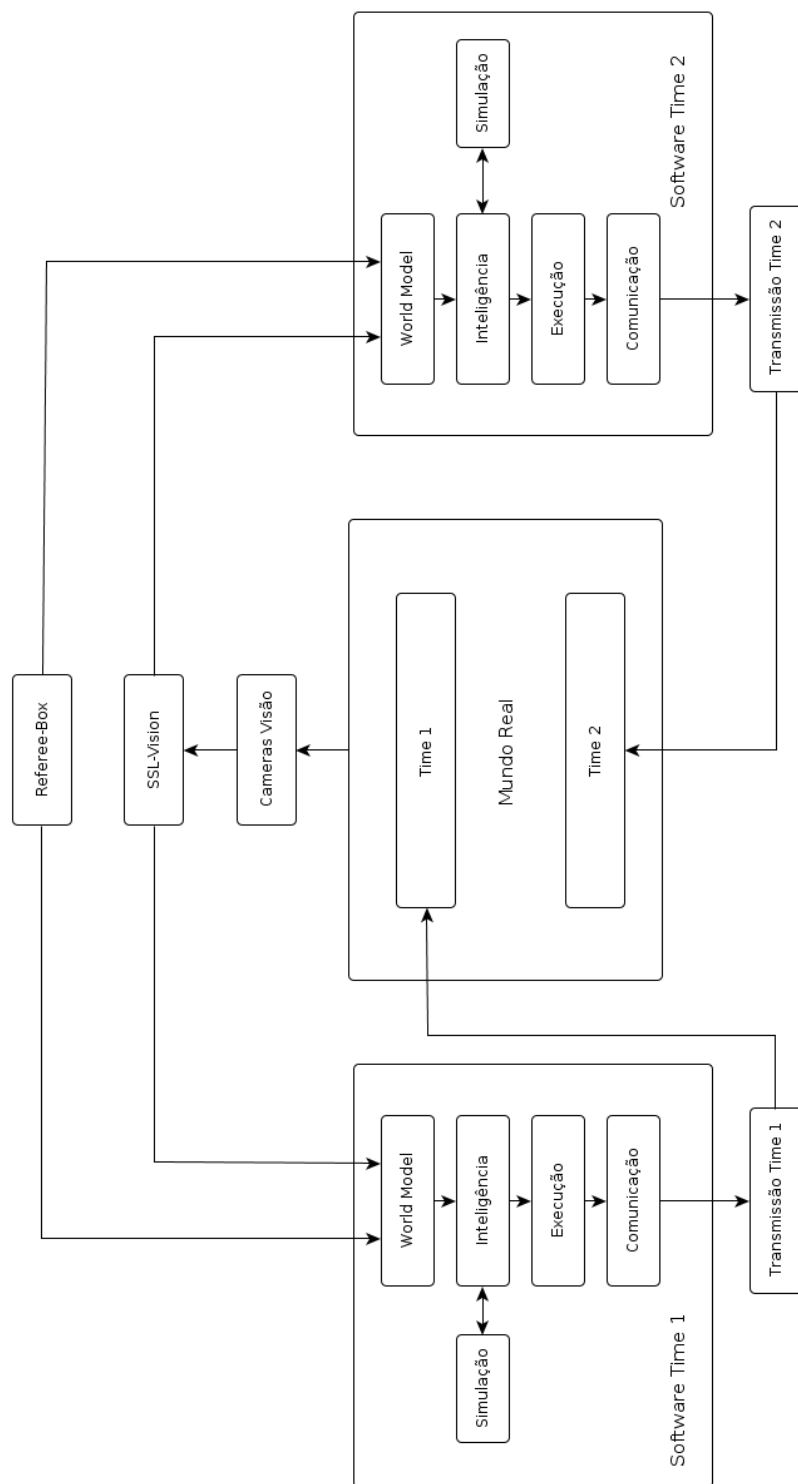 Referee-Box
SSL-Vision
Cameras Visão
Software Time 1
World Model
Inteligência
Simulação
Execução
Comunicação
Transmissão Time 1
Mundo Real
Time 1
Time 2
Software Time 2
World Model
Inteligência
Simulação
Execução
Comunicação
Transmissão Time 2